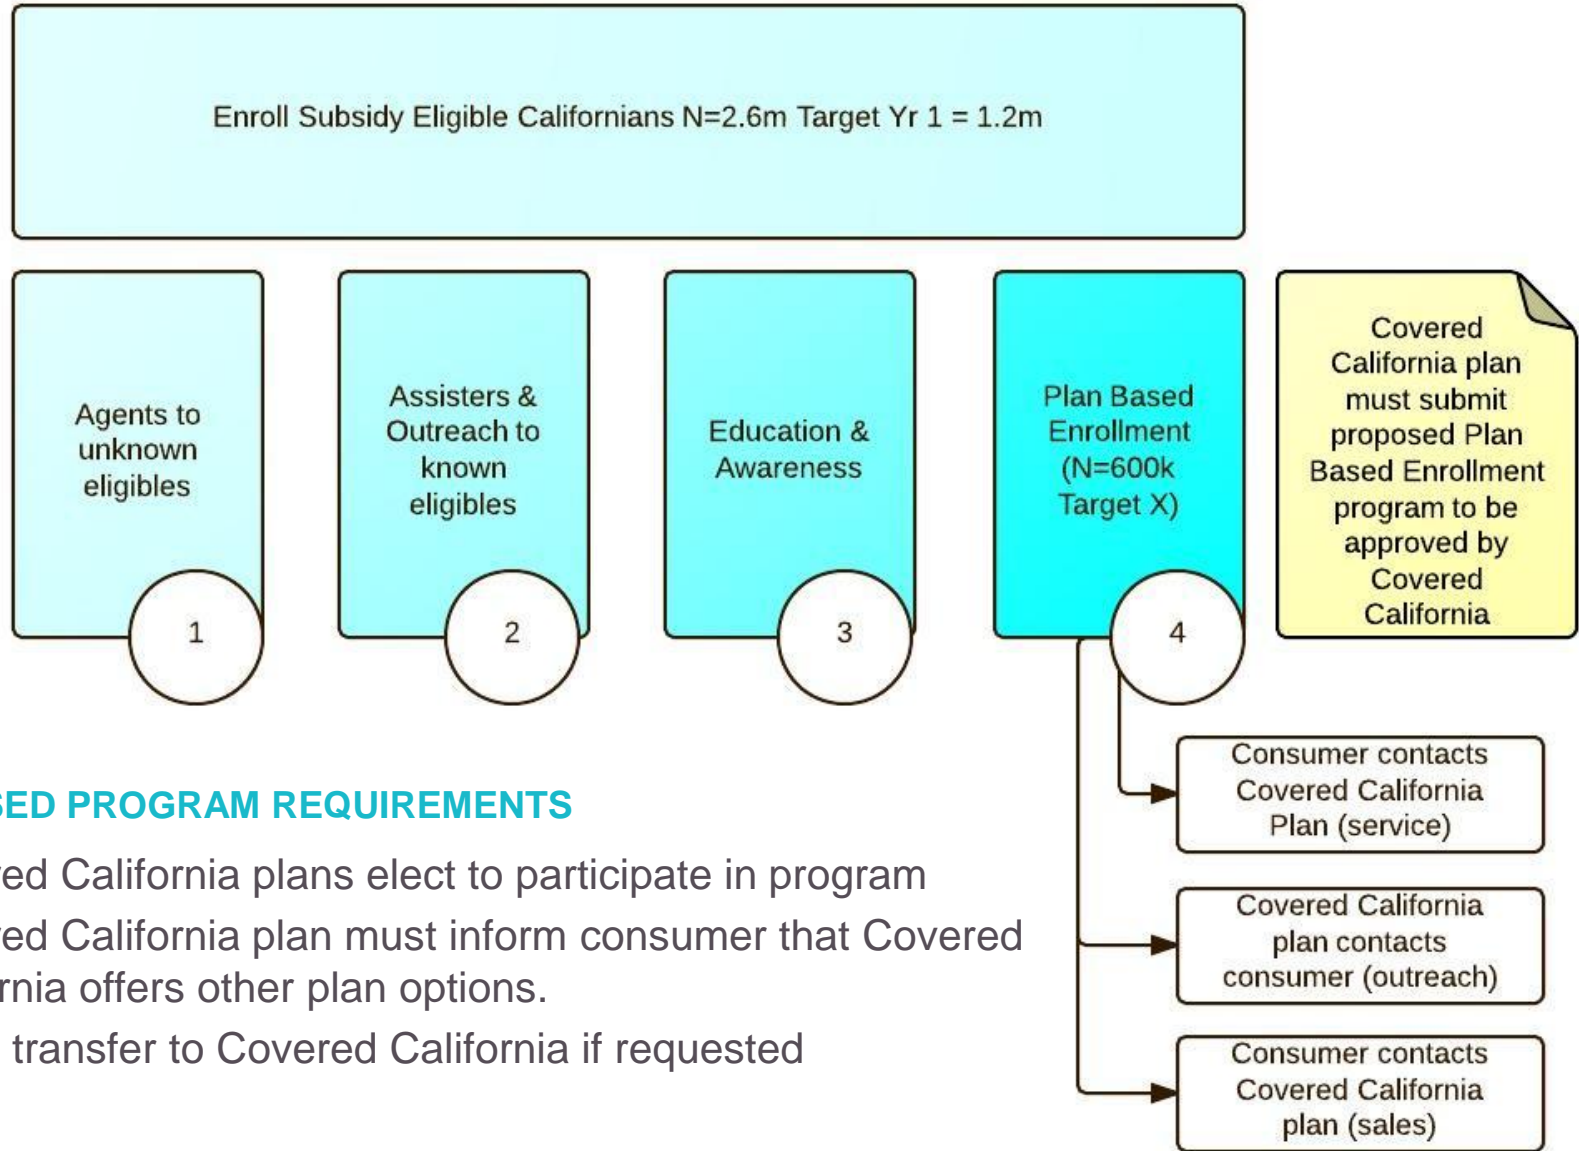 Enroll Subsidy Eligible Californians N=2.6m Target Yr 1 = 1.2m
Agents to
unknown
eligibles
1
Assisters &
Outreach to
known
eligibles
2
Education &
Awareness
3
Plan Based
Enrollment
(N=600k
Target X)
4
Covered
California plan
must submit
proposed Plan
Based Enrollment
program to be
approved by
Covered
California
SED PROGRAM REQUIREMENTS
ed California plans elect to participate in program
ed California plan must inform consumer that Covered
rnia offers other plan options.
transfer to Covered California if requested
Consumer contacts
Covered California
Plan (service)
Covered California
plan contacts
consumer (outreach)
Consumer contacts
Covered California
plan (sales)